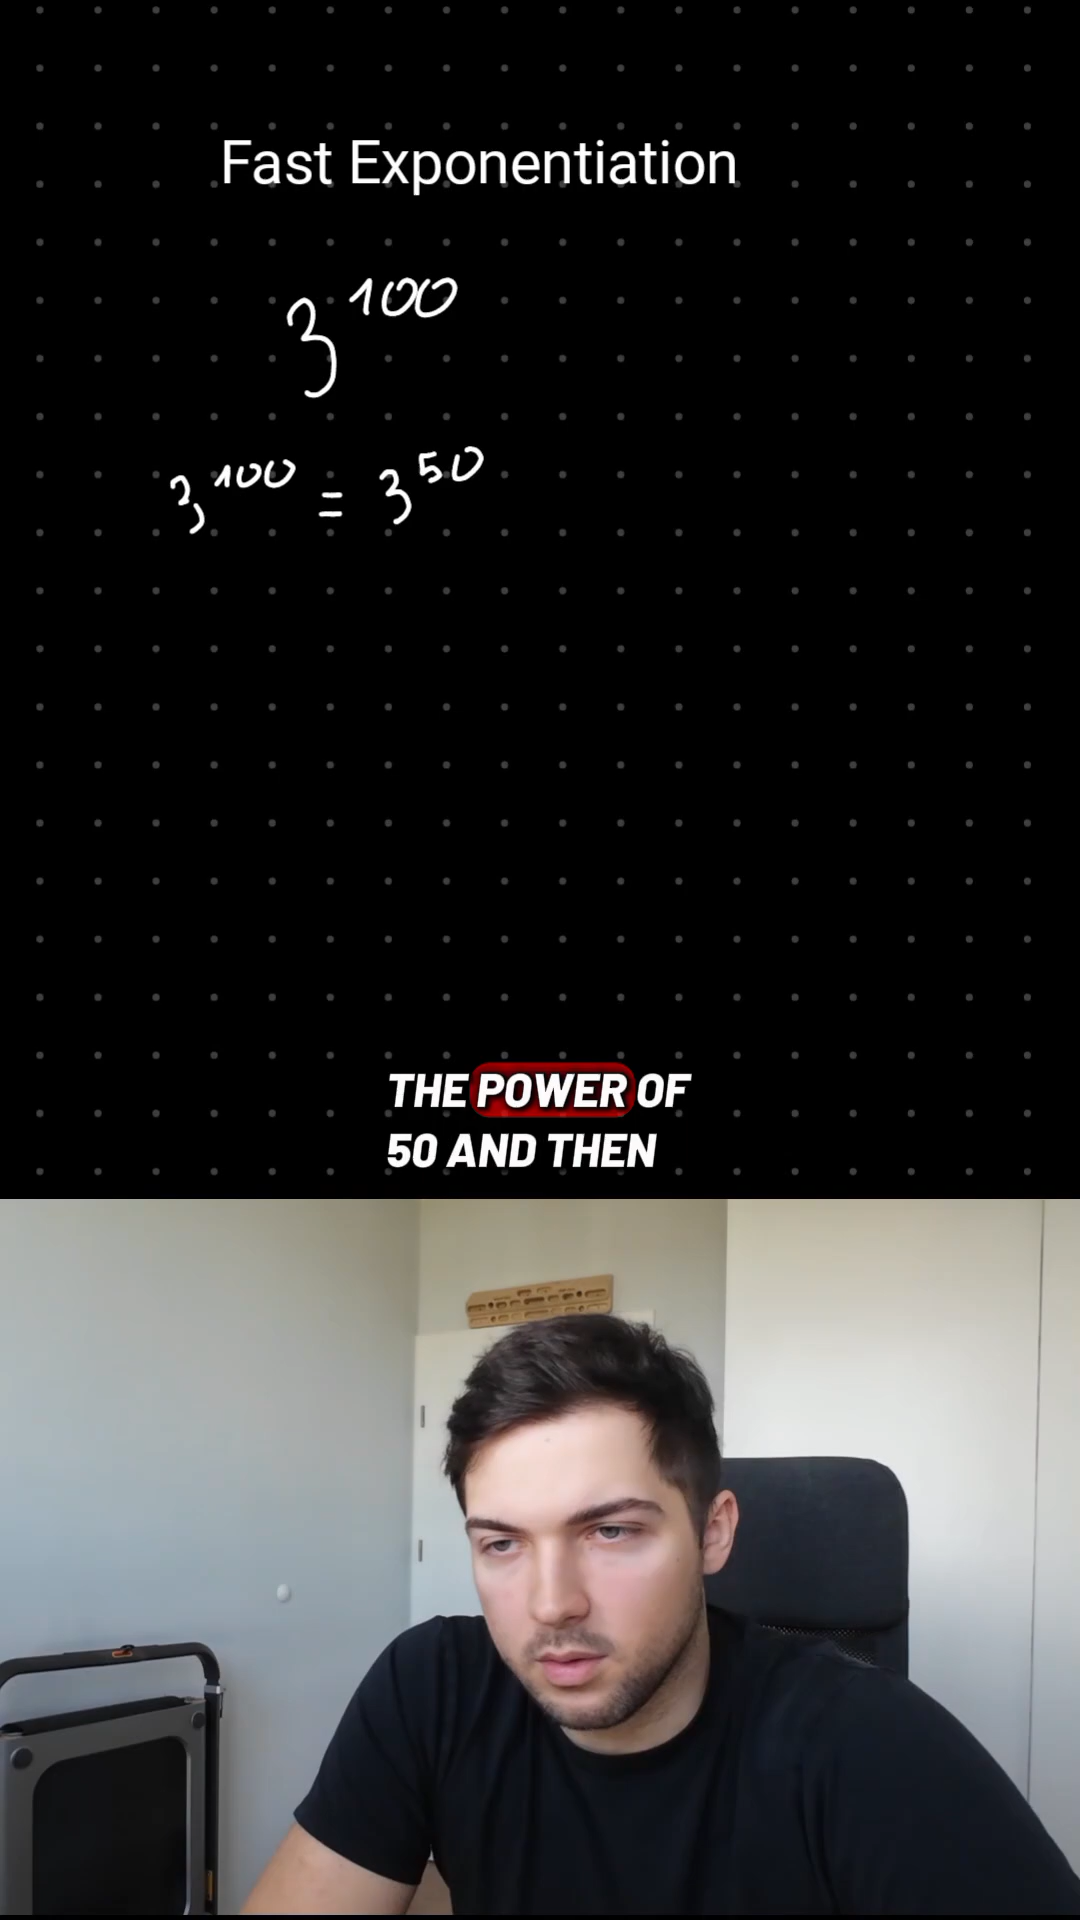 Fast Exponentiation
3^100
3^100 = 3^50
THE POWER OF
50 AND THEN